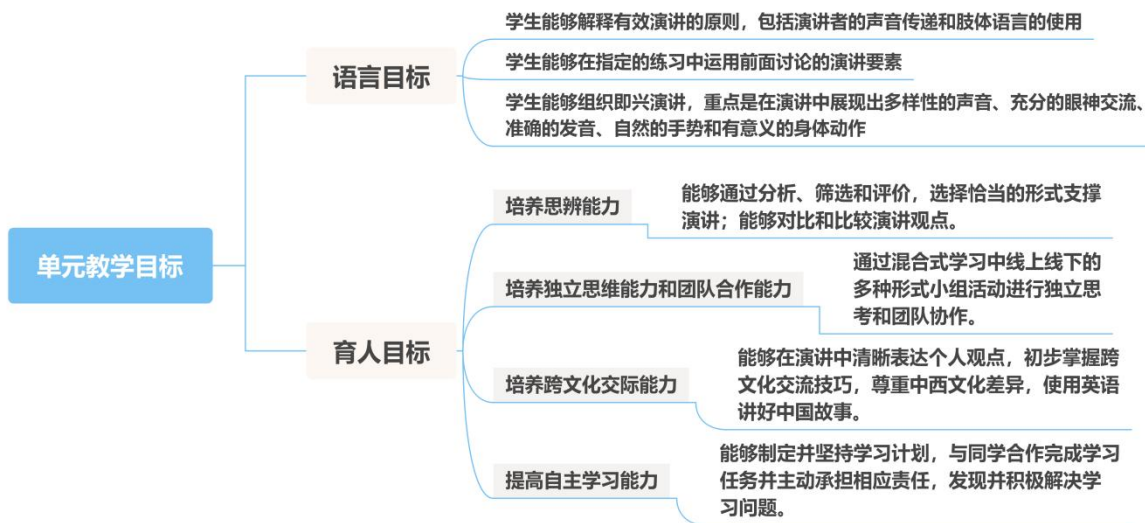 单元教学目标
语言目标
学生能够解释有效演讲的原则，包括演讲者的声音传递和肢体语言的使用
学生能够在指定的练习中运用前面讨论的演讲要素
学生能够组织即兴演讲，重点是在演讲中展现出多样性的声音、充分的眼神交流、
准确的发音、自然的手势和有意义的身体动作
育人目标
培养思辨能力
能够通过分析、筛选和评价，选择恰当的形式支撑
演讲；能够对比和比较演讲观点。
培养独立思维能力和团队合作能力
通过混合式学习中线上线下的
多种形式小组活动进行独立思
考和团队协作。
培养跨文化交际能力
能够在演讲中清晰表达个人观点，初步掌握跨
文化交流技巧，尊重中西文化差异，使用英语
讲好中国故事。
提高自主学习能力
能够制定并坚持学习计划，与同学合作完成学习
任务并主动承担相应责任，发现并积极解决学
习问题。